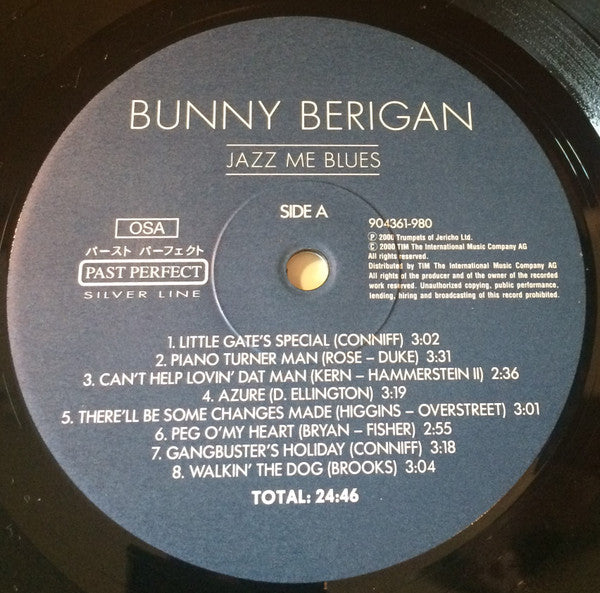 BUNNY BERIGAN
JAZZ ME BLUES
SIDE A
OSA
パースト パーフェクト
PAST PERFECT
SILVER LINE
904361-980
Ⓟ 2000 Trumpets of Jericho Ltd.
© 2000 TIM The International Music Company AG
All rights reserved.
Distributed by TIM The International Music Company AG
All rights of the producer and of the owner of the recorded
work reserved. Unauthorized copying, public performance,
lending, hiring and broadcasting of this record prohibited.
1. LITTLE GATE'S SPECIAL (CONNIFF) 3:02
2. PIANO TURNER MAN (ROSE – DUKE) 3:31
3. CAN'T HELP LOVIN' DAT MAN (KERN – HAMMERSTEIN II) 2:36
4. AZURE (D. ELLINGTON) 3:19
5. THERE'LL BE SOME CHANGES MADE (HIGGINS – OVERSTREET) 3:01
6. PEG O'MY HEART (BRYAN – FISHER) 2:55
7. GANGBUSTER'S HOLIDAY (CONNIFF) 3:18
8. WALKIN' THE DOG (BROOKS) 3:04
TOTAL: 24:46